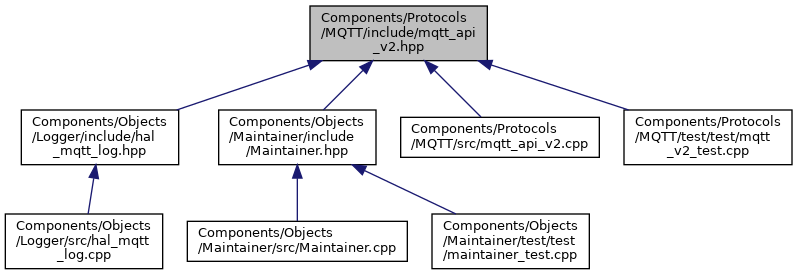 Components/Protocols
/MQTT/include/mqtt_api
_v2.hpp
Components/Objects
/Logger/include/hal
_mqtt_log.hpp
Components/Objects
/Maintainer/include
/Maintainer.hpp
Components/Protocols
/MQTT/src/mqtt_api_v2.cpp
Components/Protocols
/MQTT/test/test/mqtt
_v2_test.cpp
Components/Objects
/Logger/src/hal_mqtt
_log.cpp
Components/Objects
/Maintainer/src/Maintainer.cpp
Components/Objects
/Maintainer/test/test
/maintainer_test.cpp